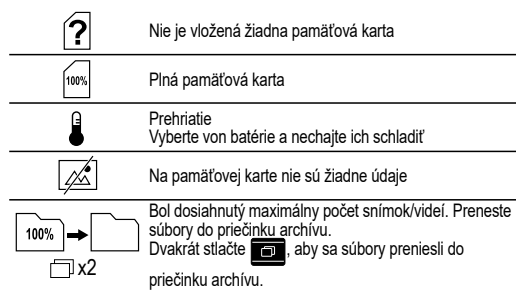 ?
Nie je vložená žiadna pamäťová karta
100%
Plná pamäťová karta
Prehriatie
Vyberte von batérie a nechajte ich schladiť
Na pamäťovej karte nie sú žiadne údaje
100%
x2
Bol dosiahnutý maximálny počet snímok/videí. Preneste
súbory do priečinku archívu.
Dvakrát stlačte , aby sa súbory preniesli do
priečinku archívu.